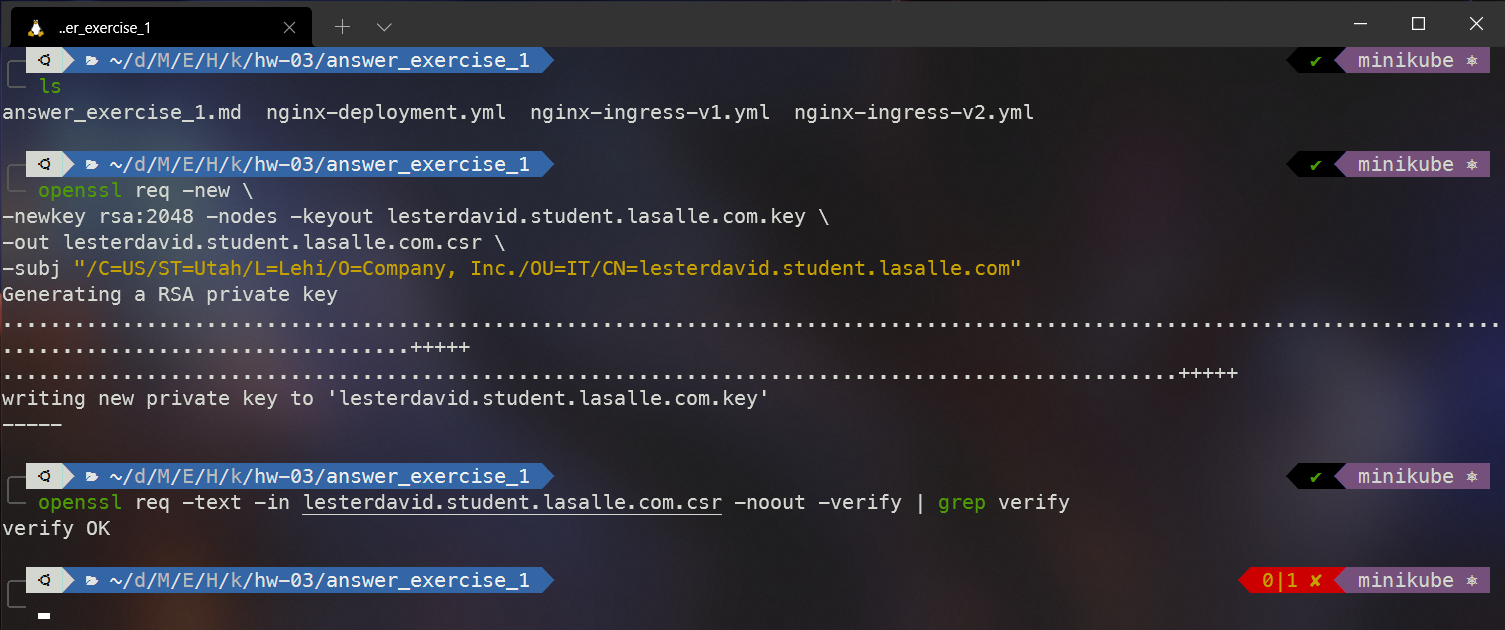 ..er_exercise_1
~/d/M/E/H/k/hw-03/answer_exercise_1 ✔ minikube ⎈
ls
answer_exercise_1.md nginx-deployment.yml nginx-ingress-v1.yml nginx-ingress-v2.yml
~/d/M/E/H/k/hw-03/answer_exercise_1 ✔ minikube ⎈
openssl req -new \
-newkey rsa:2048 -nodes -keyout lesterdavid.student.lasalle.com.key \
-out lesterdavid.student.lasalle.com.csr \
-subj "/C=US/ST=Utah/L=Lehi/O=Company, Inc./OU=IT/CN=lesterdavid.student.lasalle.com"
Generating a RSA private key
.............................................................................................................................
..................................+++++
..................................................................................................+++++
writing new private key to 'lesterdavid.student.lasalle.com.key'
-----
~/d/M/E/H/k/hw-03/answer_exercise_1 ✔ minikube ⎈
openssl req -text -in lesterdavid.student.lasalle.com.csr -noout -verify | grep verify
verify OK
~/d/M/E/H/k/hw-03/answer_exercise_1 0|1 ✘ minikube ⎈